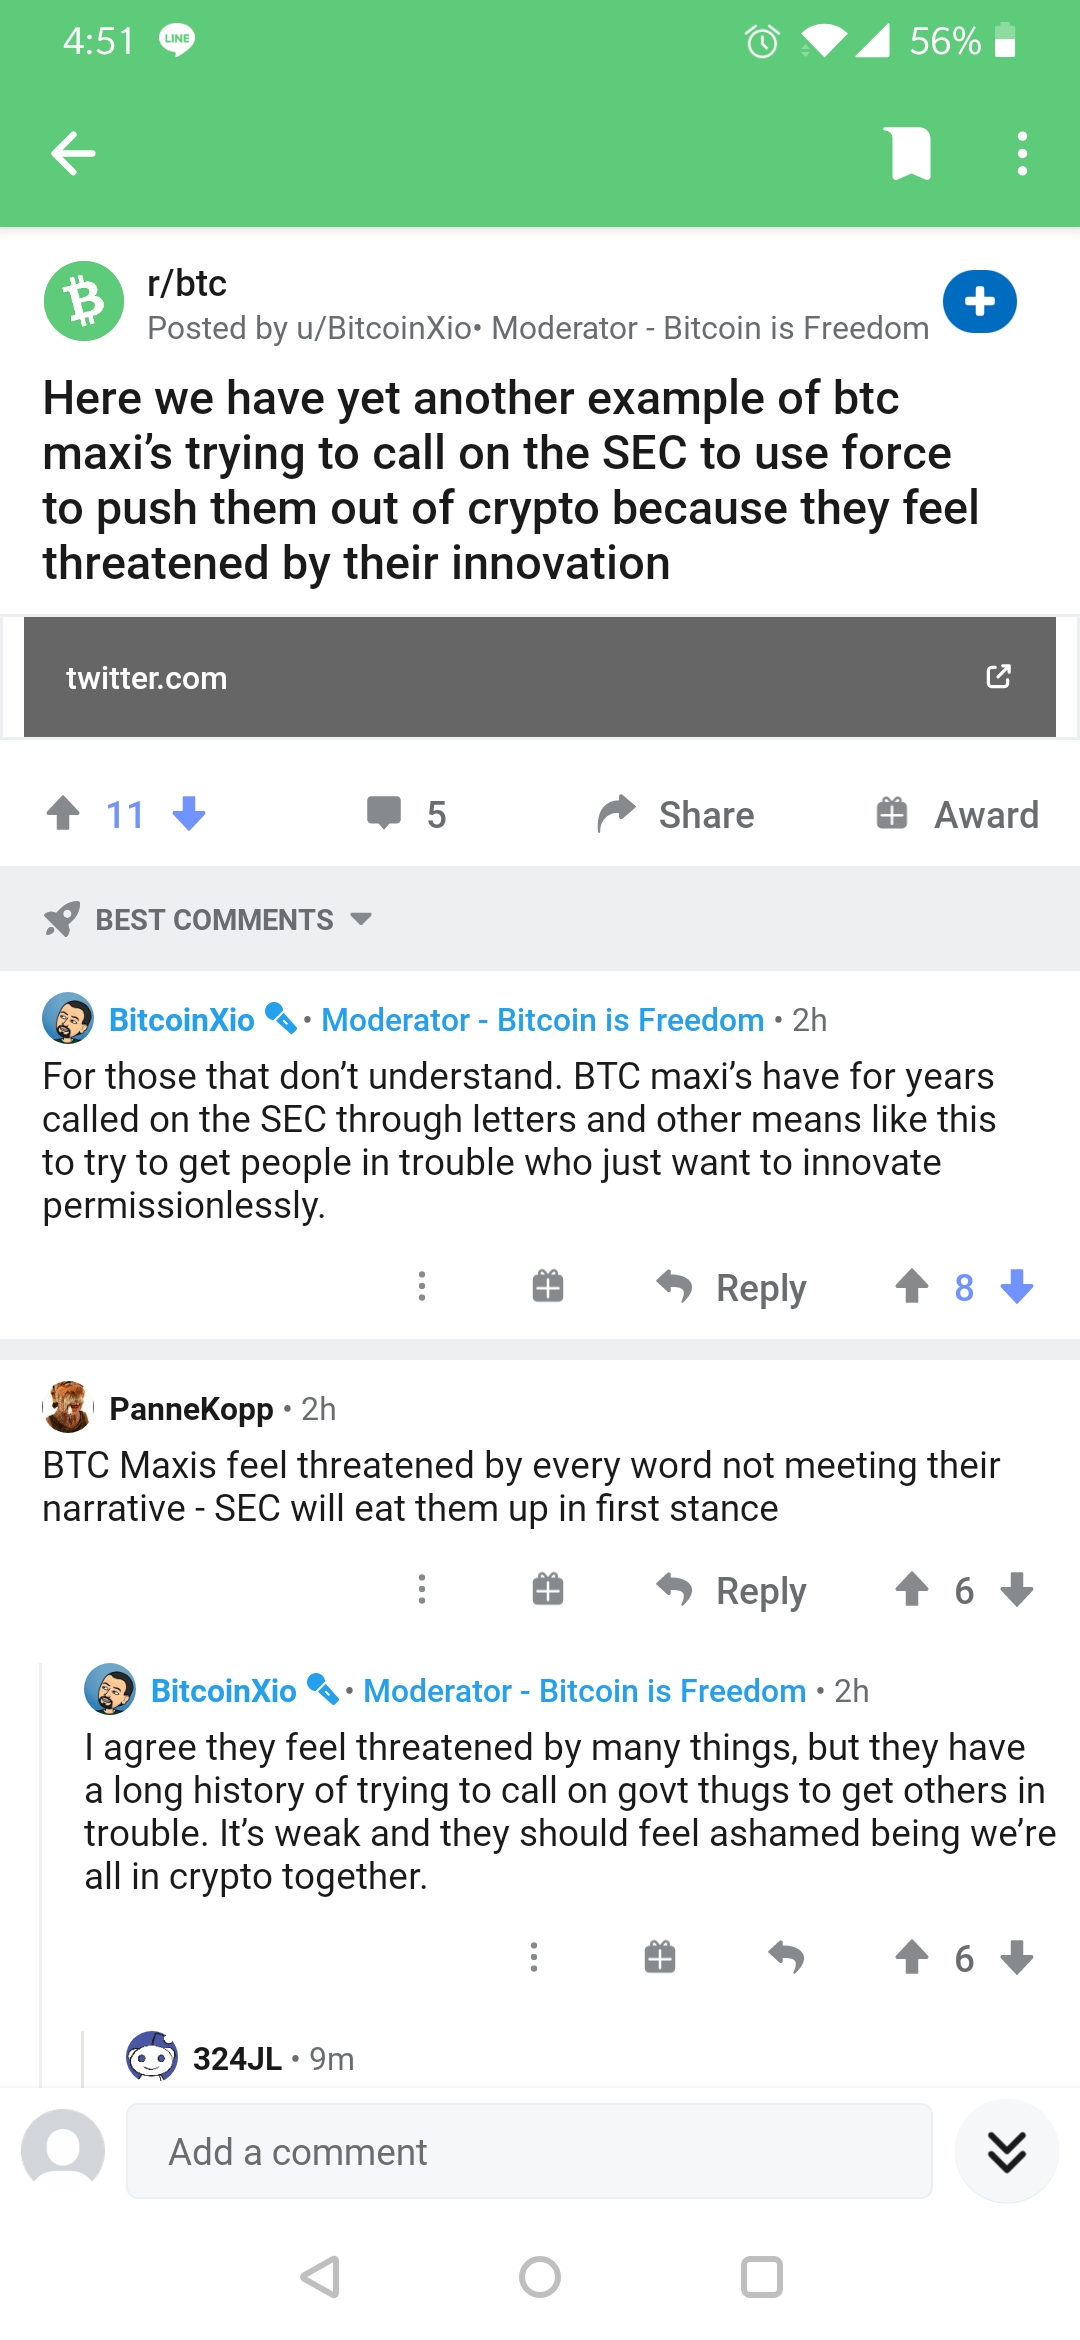 4:51 LINE 56%
r/btc
Posted by u/BitcoinXio• Moderator - Bitcoin is Freedom
Here we have yet another example of btc
maxi’s trying to call on the SEC to use force
to push them out of crypto because they feel
threatened by their innovation
twitter.com
11 5 Share Award
BEST COMMENTS
BitcoinXio • Moderator - Bitcoin is Freedom • 2h
For those that don’t understand. BTC maxi’s have for years
called on the SEC through letters and other means like this
to try to get people in trouble who just want to innovate
permissionlessly.
Reply 8
PanneKopp • 2h
BTC Maxis feel threatened by every word not meeting their
narrative - SEC will eat them up in first stance
Reply 6
BitcoinXio • Moderator - Bitcoin is Freedom • 2h
I agree they feel threatened by many things, but they have
a long history of trying to call on govt thugs to get others in
trouble. It’s weak and they should feel ashamed being we’re
all in crypto together.
6
324JL • 9m
Add a comment